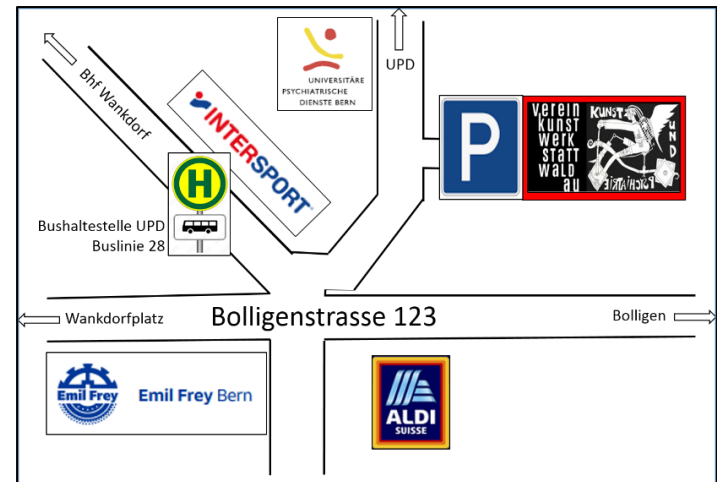 UNIVERSITÄRE
PSYCHIATRISCHE
DIENSTE BERN
UPD
Bhf Wankdorf
INTERSPORT
P
Verein
KUNST
WERK
STATT
WALD
AU
KUNST
UND
PSYCHIATRIE
H
Bushaltestelle UPD
Buslinie 28
Wankdorfplatz
Bolligenstrasse 123
Bolligen
Emil Frey
Emil Frey Bern
ALDI
SUISSE